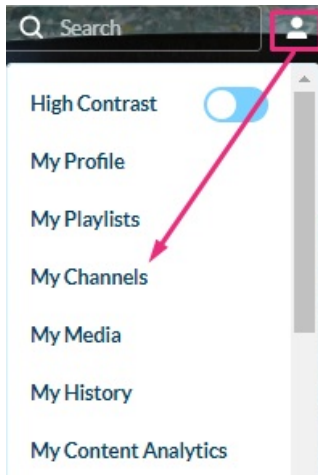 Search
High Contrast
My Profile
My Playlists
My Channels
My Media
My History
My Content Analytics